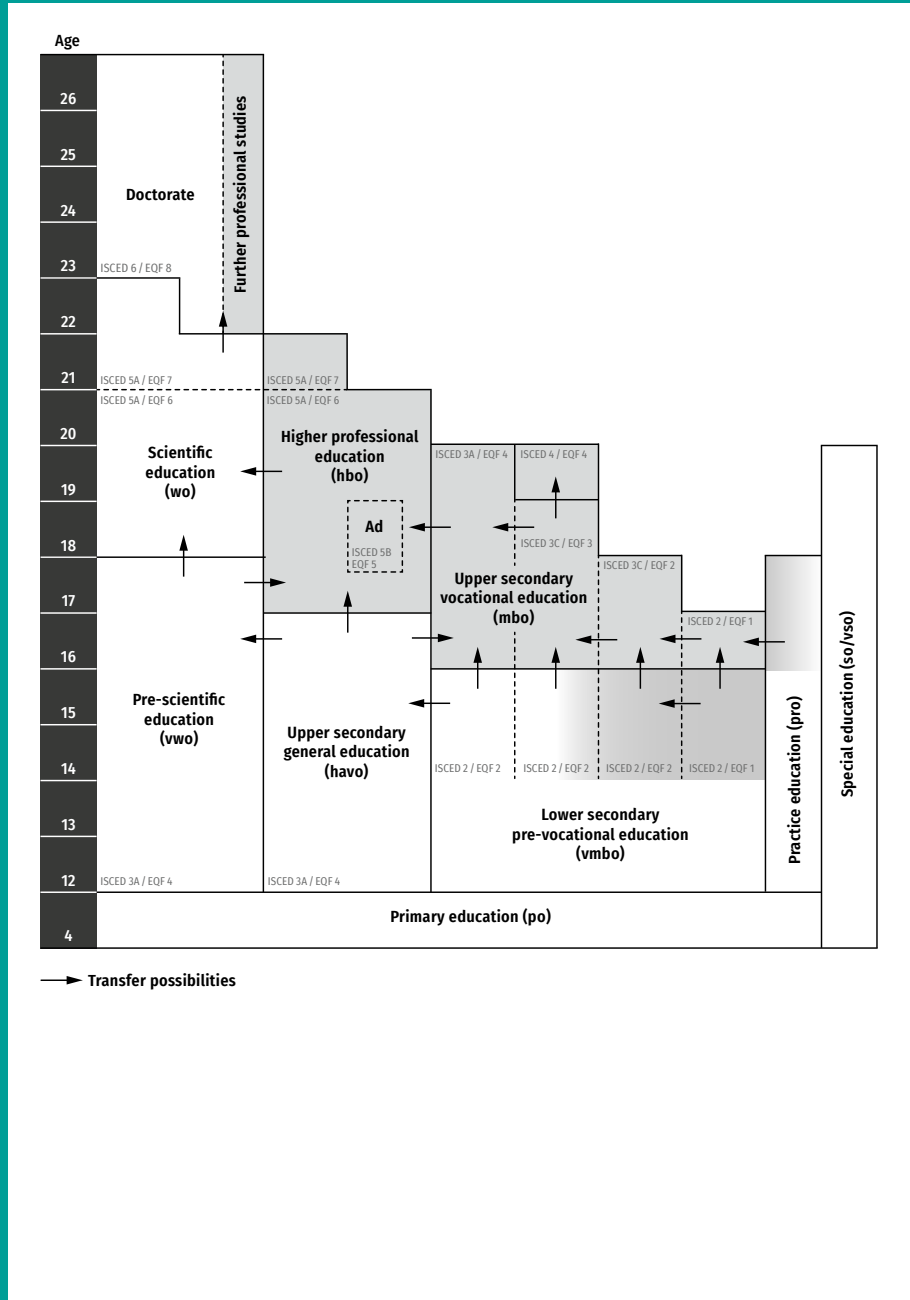 Age
26
25
24
23
22
21
20
19
18
17
16
15
14
13
12
4
Doctorate
Further professional studies
ISCED 6 / EQF 8
ISCED 5A / EQF 7
ISCED 5A / EQF 6
Scientific
education
(wo)
ISCED 5A / EQF 7
ISCED 5A / EQF 6
Higher professional
education
(hbo)
Ad
ISCED 5B
EQF 5
ISCED 3A / EQF 4
ISCED 4 / EQF 4
ISCED 3C / EQF 3
ISCED 3C / EQF 2
ISCED 2 / EQF 1
Upper secondary
vocational education
(mbo)
Pre-scientific
education
(vwo)
ISCED 3A / EQF 4
Upper secondary
general education
(havo)
ISCED 3A / EQF 4
ISCED 2 / EQF 2
ISCED 2 / EQF 2
ISCED 2 / EQF 2
ISCED 2 / EQF 1
Lower secondary
pre-vocational education
(vmbo)
Practice education (pro)
Special education (so/vso)
Primary education (po)
Transfer possibilities